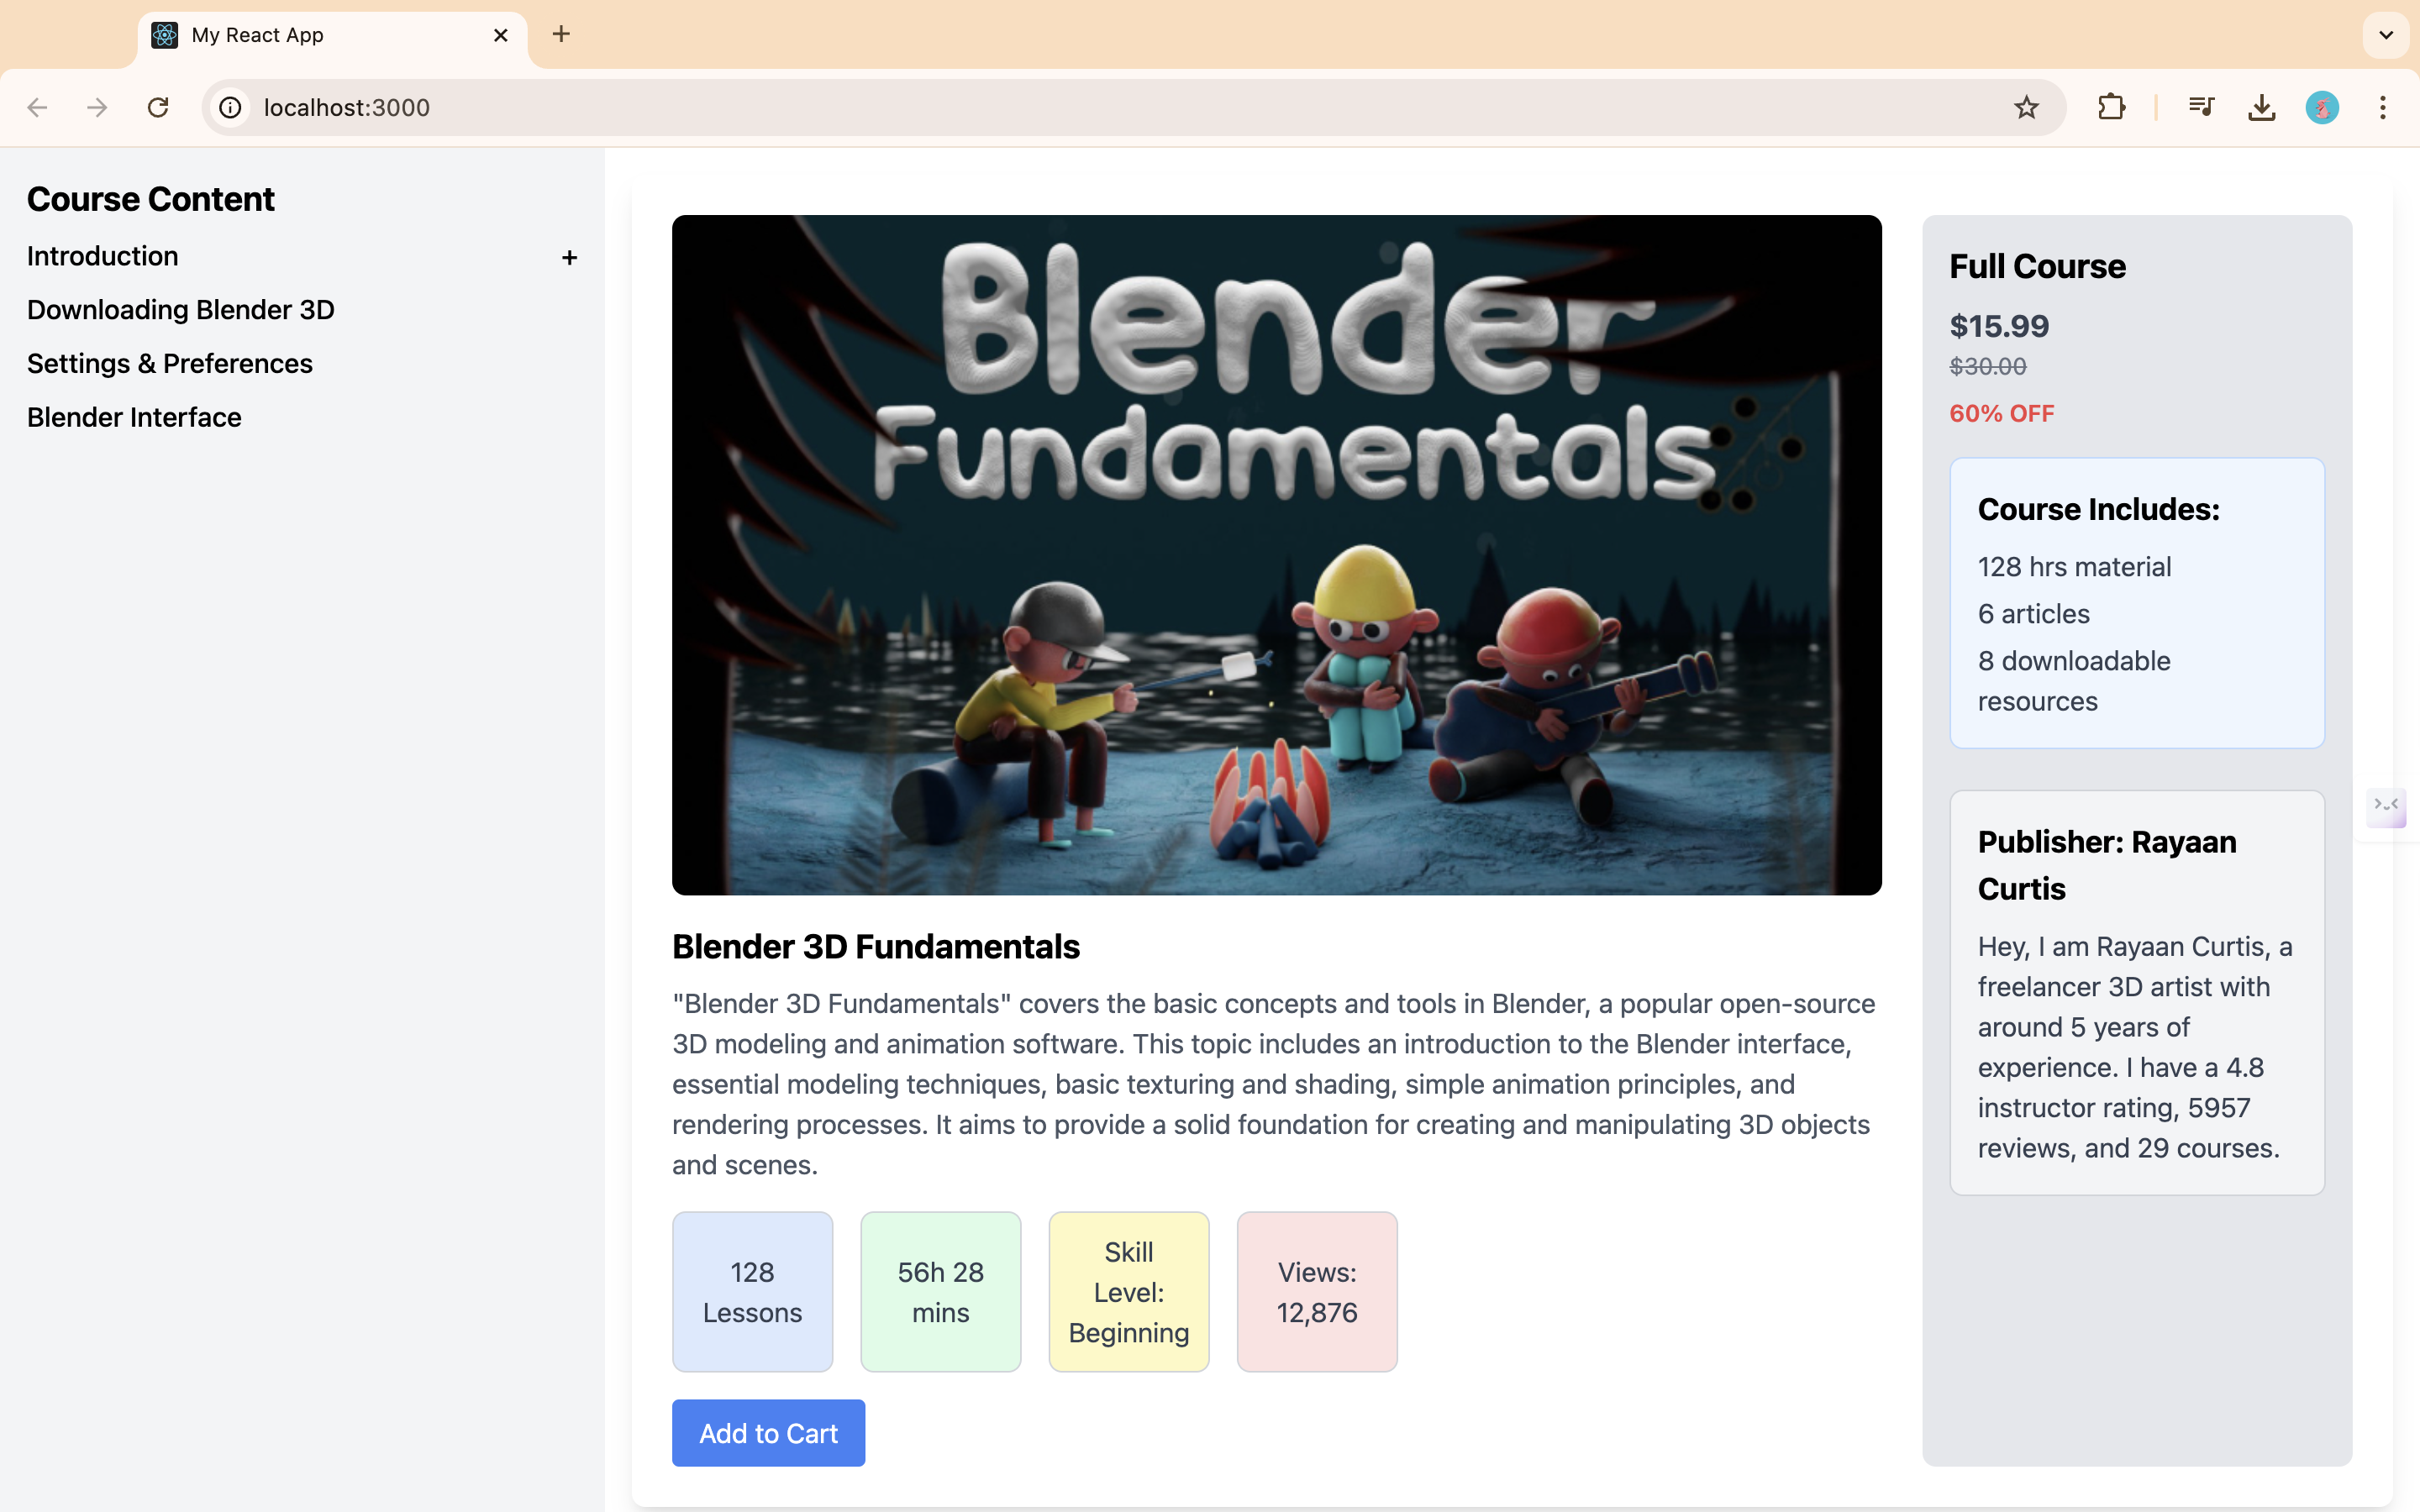 My React App
localhost:3000
Course Content
Introduction +
Downloading Blender 3D
Settings & Preferences
Blender Interface
Blender
Fundamentals
Blender 3D Fundamentals
"Blender 3D Fundamentals" covers the basic concepts and tools in Blender, a popular open-source
3D modeling and animation software. This topic includes an introduction to the Blender interface,
essential modeling techniques, basic texturing and shading, simple animation principles, and
rendering processes. It aims to provide a solid foundation for creating and manipulating 3D objects
and scenes.
128
Lessons
56h 28
mins
Skill
Level:
Beginning
Views:
12,876
Add to Cart
Full Course
$15.99
$30.00
60% OFF
Course Includes:
128 hrs material
6 articles
8 downloadable
resources
Publisher: Rayaan
Curtis
Hey, I am Rayaan Curtis, a
freelancer 3D artist with
around 5 years of
experience. I have a 4.8
instructor rating, 5957
reviews, and 29 courses.